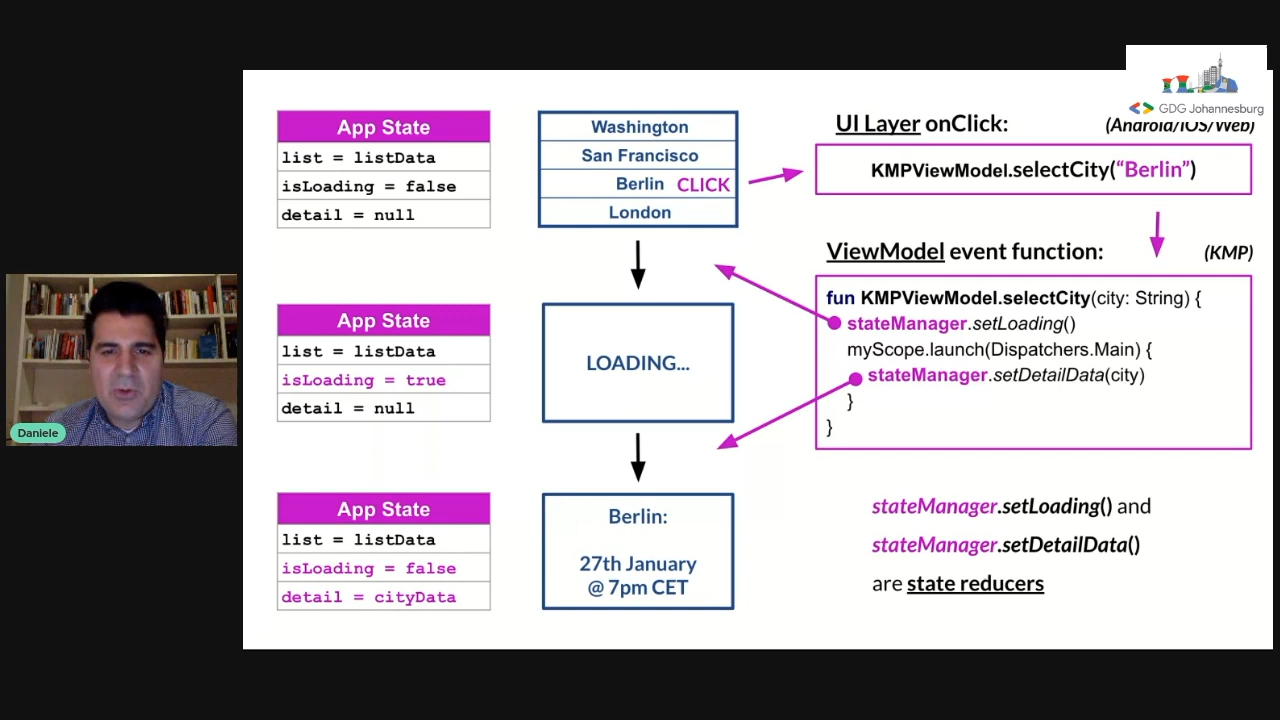 GDG Johannesburg
App State
list = listData
isLoading = false
detail = null
Washington
San Francisco
Berlin CLICK
London
UI Layer onClick:
(Android/iOS/Web)
KMPViewModel.selectCity(“Berlin”)
ViewModel event function:
(KMP)
fun KMPViewModel.selectCity(city: String) {
stateManager.setLoading()
myScope.launch(Dispatchers.Main) {
stateManager.setDetailData(city)
}
}
App State
list = listData
isLoading = true
detail = null
LOADING...
Daniele
App State
list = listData
isLoading = false
detail = cityData
Berlin:
27th January
@ 7pm CET
stateManager.setLoading() and
stateManager.setDetailData()
are state reducers